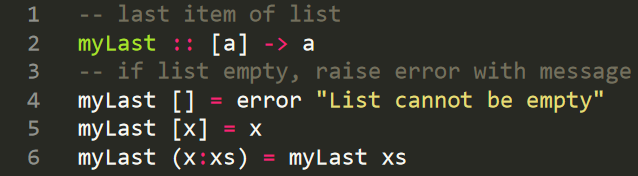 1 -- last item of list
2 myLast :: [a] -> a
3 -- if list empty, raise error with message
4 myLast [] = error "List cannot be empty"
5 myLast [x] = x
6 myLast (x:xs) = myLast xs